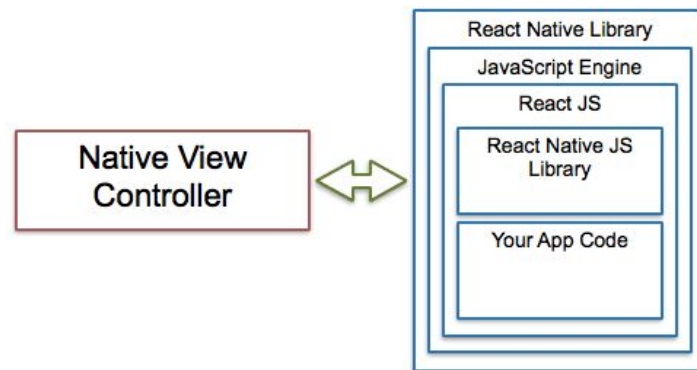 Native View
Controller
React Native Library
JavaScript Engine
React JS
React Native JS
Library
Your App Code